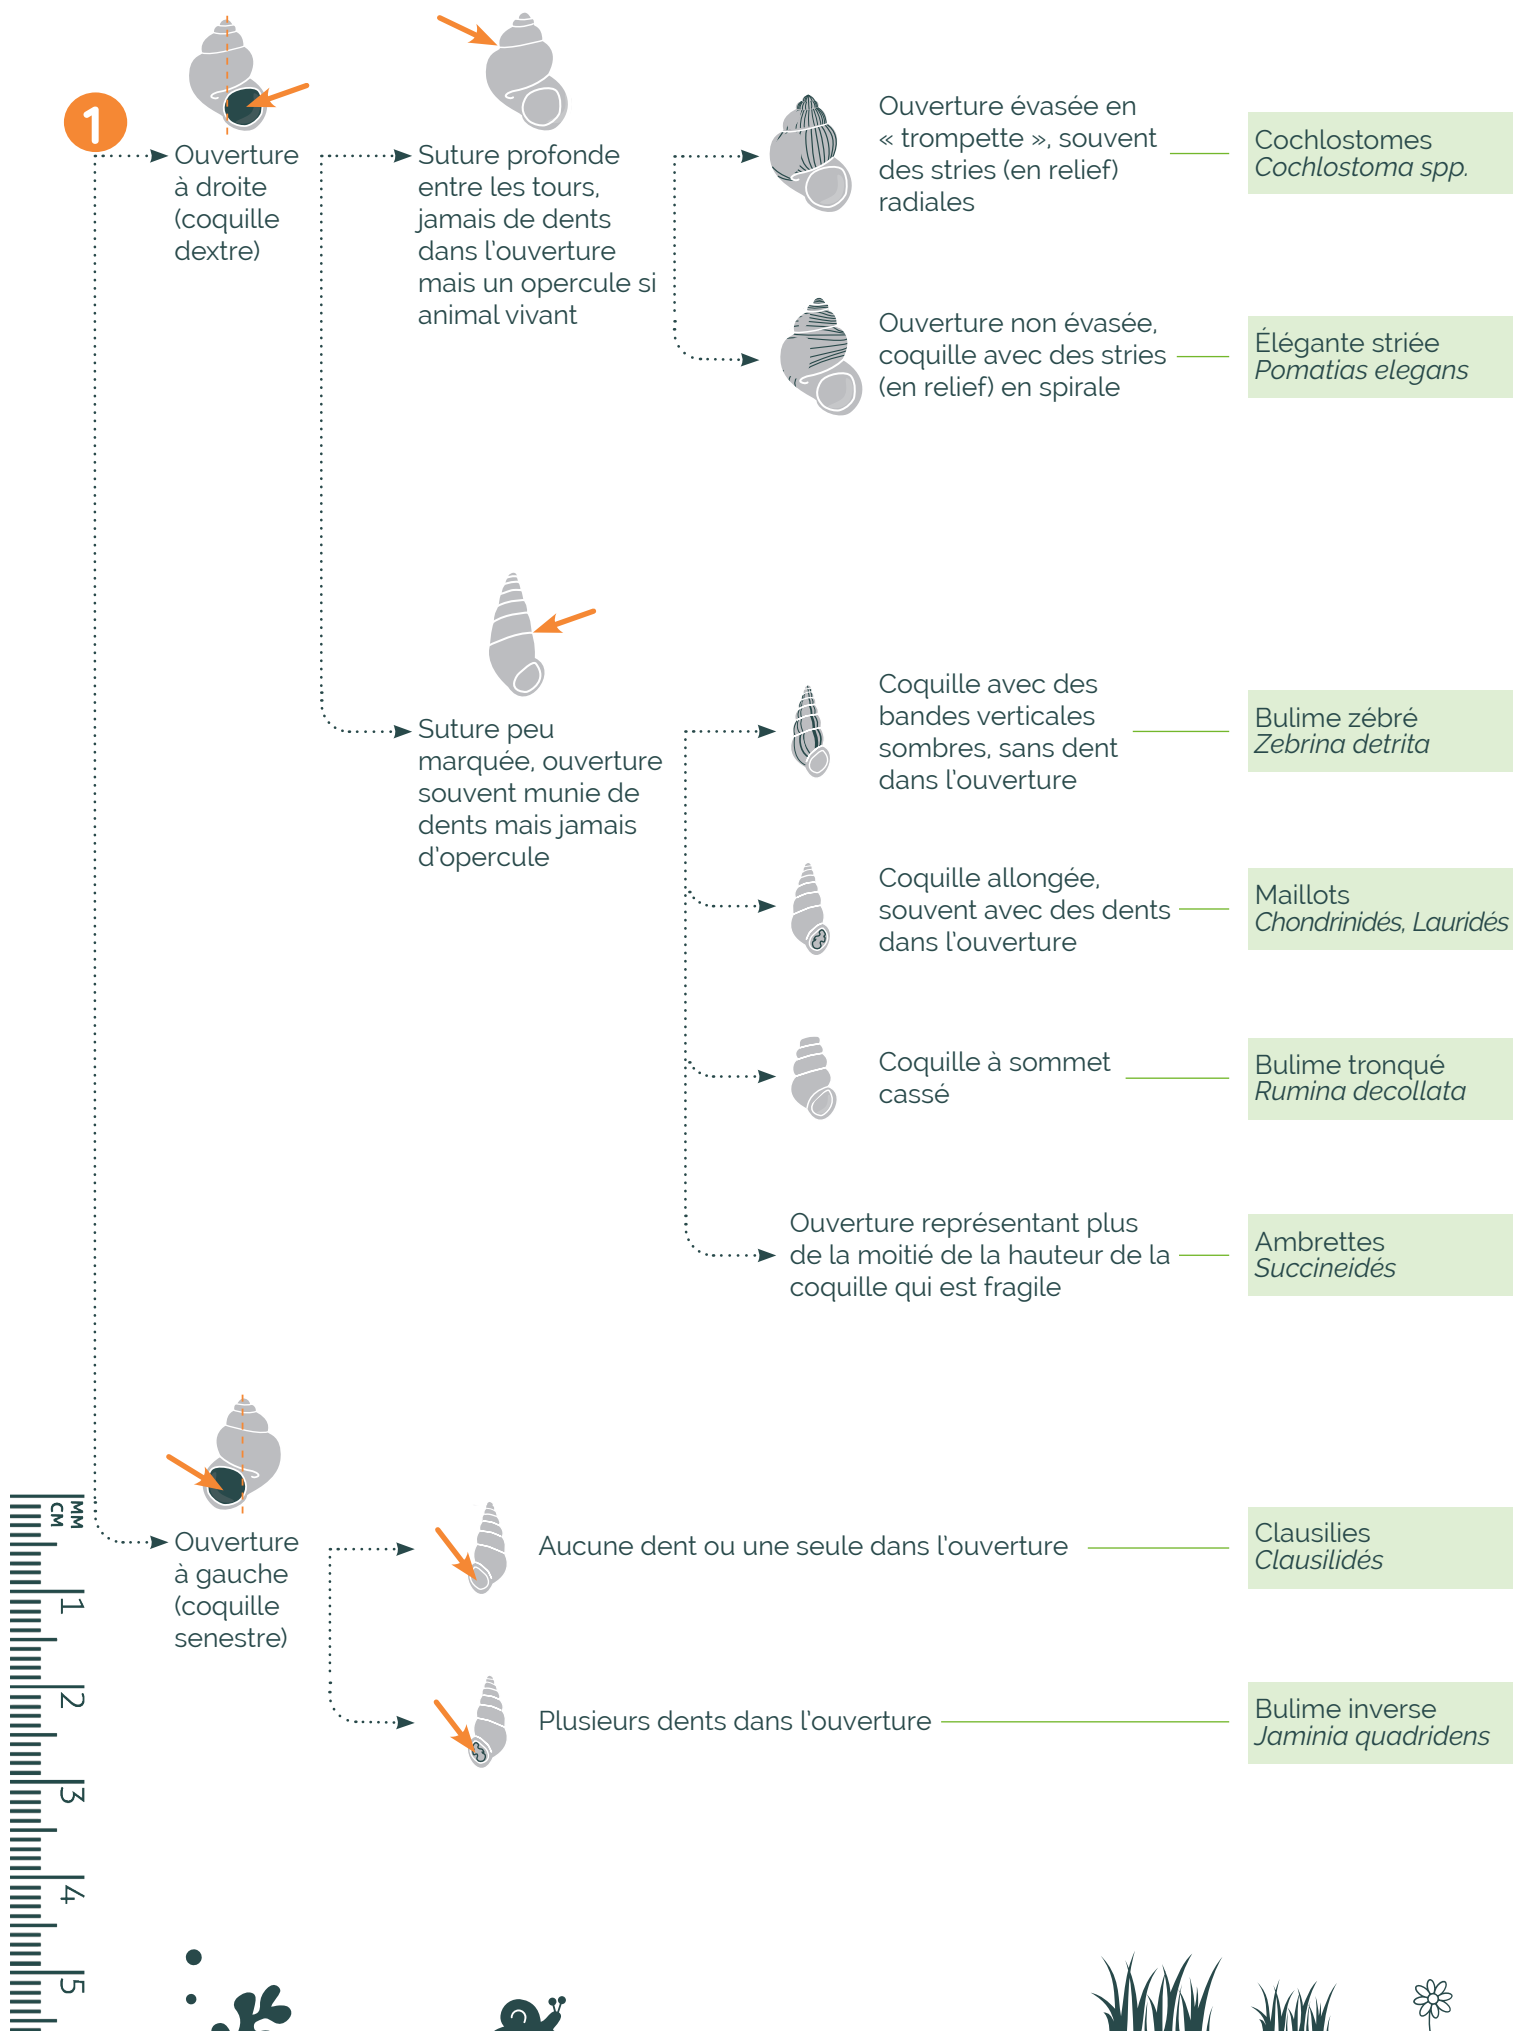 1
Ouverture
à droite
(coquille
dextre)
Suture profonde
entre les tours,
jamais de dents
dans l'ouverture
mais un opercule si
animal vivant
Ouverture évasée en
« trompette », souvent
des stries (en relief)
radiales
Cochlostomes
Cochlostoma spp.
Ouverture non évasée,
coquille avec des stries
(en relief) en spirale
Élégante striée
Pomatias elegans
Suture peu
marquée, ouverture
souvent munie de
dents mais jamais
d'opercule
Coquille avec des
bandes verticales
sombres, sans dent
dans l'ouverture
Bulime zébré
Zebrina detrita
Coquille allongée,
souvent avec des dents
dans l'ouverture
Maillots
Chondrinidés, Lauridés
Coquille à sommet
cassé
Bulime tronqué
Rumina decollata
Ouverture représentant plus
de la moitié de la hauteur de la
coquille qui est fragile
Ambrettes
Succineidés
Ouverture
à gauche
(coquille
senestre)
Aucune dent ou une seule dans l'ouverture
Clausilies
Clausilidés
Plusieurs dents dans l'ouverture
Bulime inverse
Jaminia quadridens
MM
CM
1
2
3
4
5